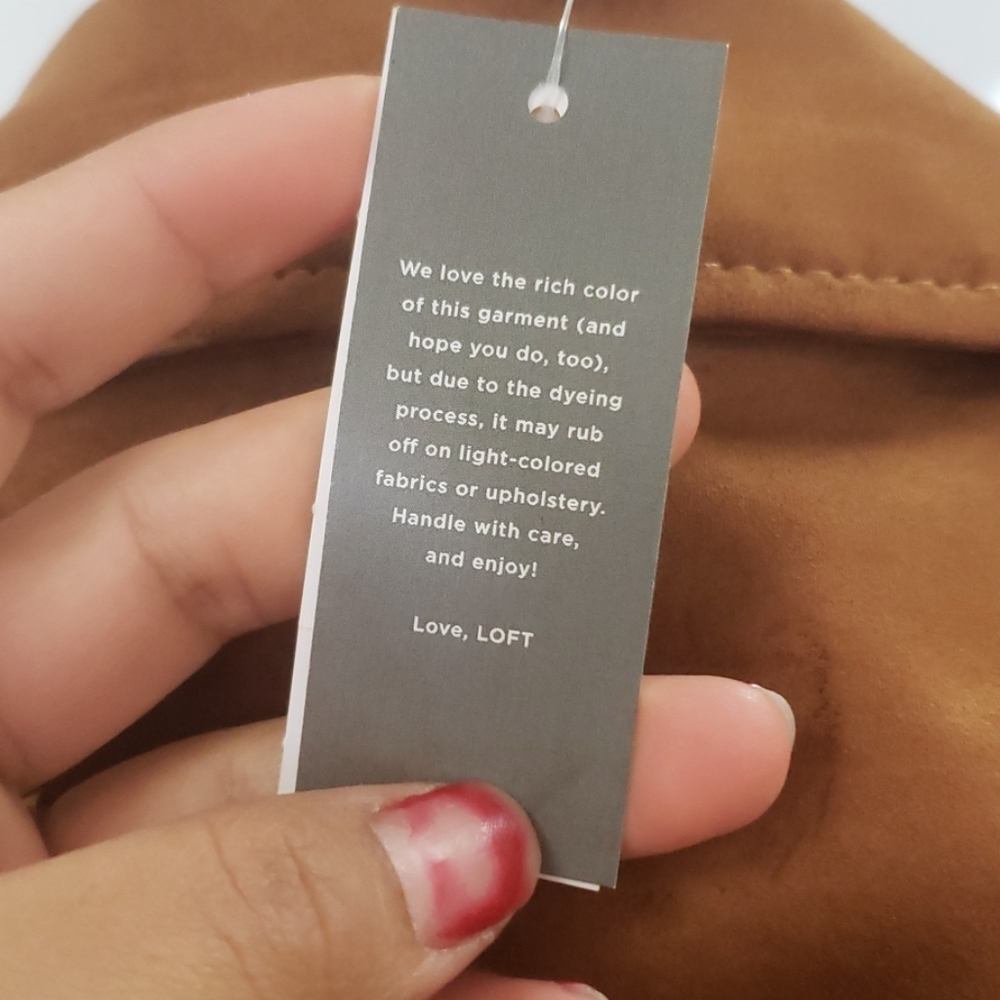 We love the rich color
of this garment (and
hope you do, too),
but due to the dyeing
process, it may rub
off on light-colored
fabrics or upholstery.
Handle with care,
and enjoy!
Love, LOFT